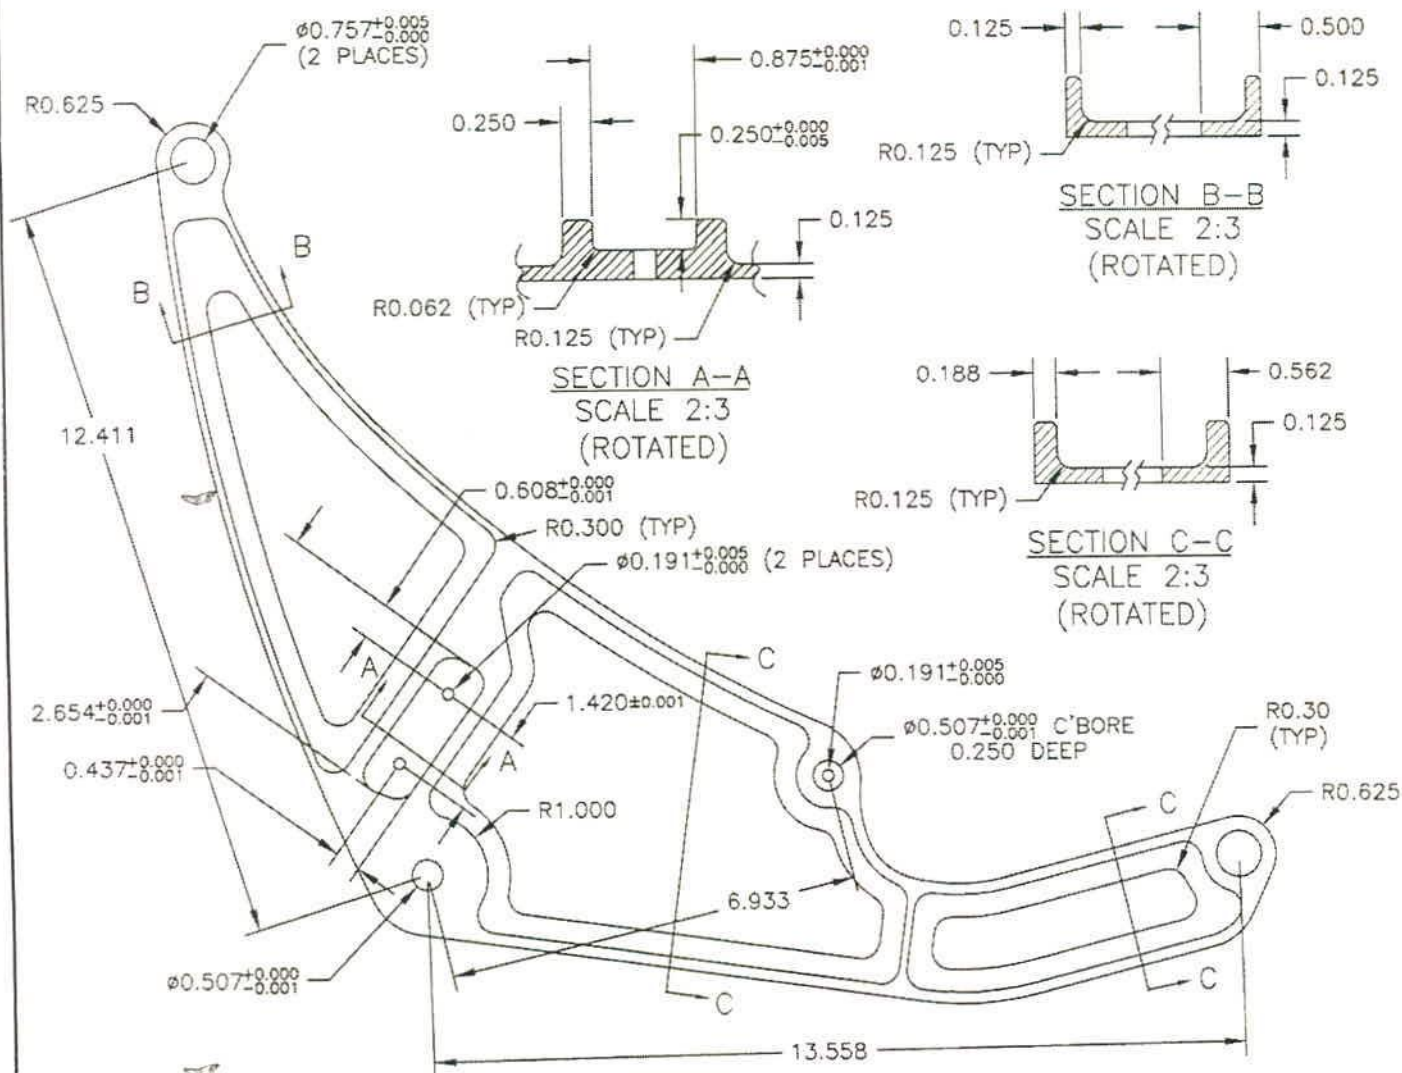 ø0.757+0.005
-0.000
(2 PLACES)
R0.625
0.250
0.875+0.000
-0.001
0.250+0.000
-0.005
0.125
R0.062 (TYP)
R0.125 (TYP)
SECTION A-A
SCALE 2:3
(ROTATED)
0.125
0.500
0.125
R0.125 (TYP)
SECTION B-B
SCALE 2:3
(ROTATED)
0.188
0.562
0.125
R0.125 (TYP)
SECTION C-C
SCALE 2:3
(ROTATED)
B
B
12.411
0.608+0.000
-0.001
R0.300 (TYP)
ø0.191+0.005
-0.000 (2 PLACES)
A
A
C
C
2.654+0.000
-0.001
1.420±0.001
0.437+0.000
-0.001
R1.000
ø0.191+0.005
-0.000
ø0.507+0.000
-0.001 C'BORE
0.250 DEEP
R0.30
(TYP)
R0.625
C
C
6.933
ø0.507+0.000
-0.001
13.558